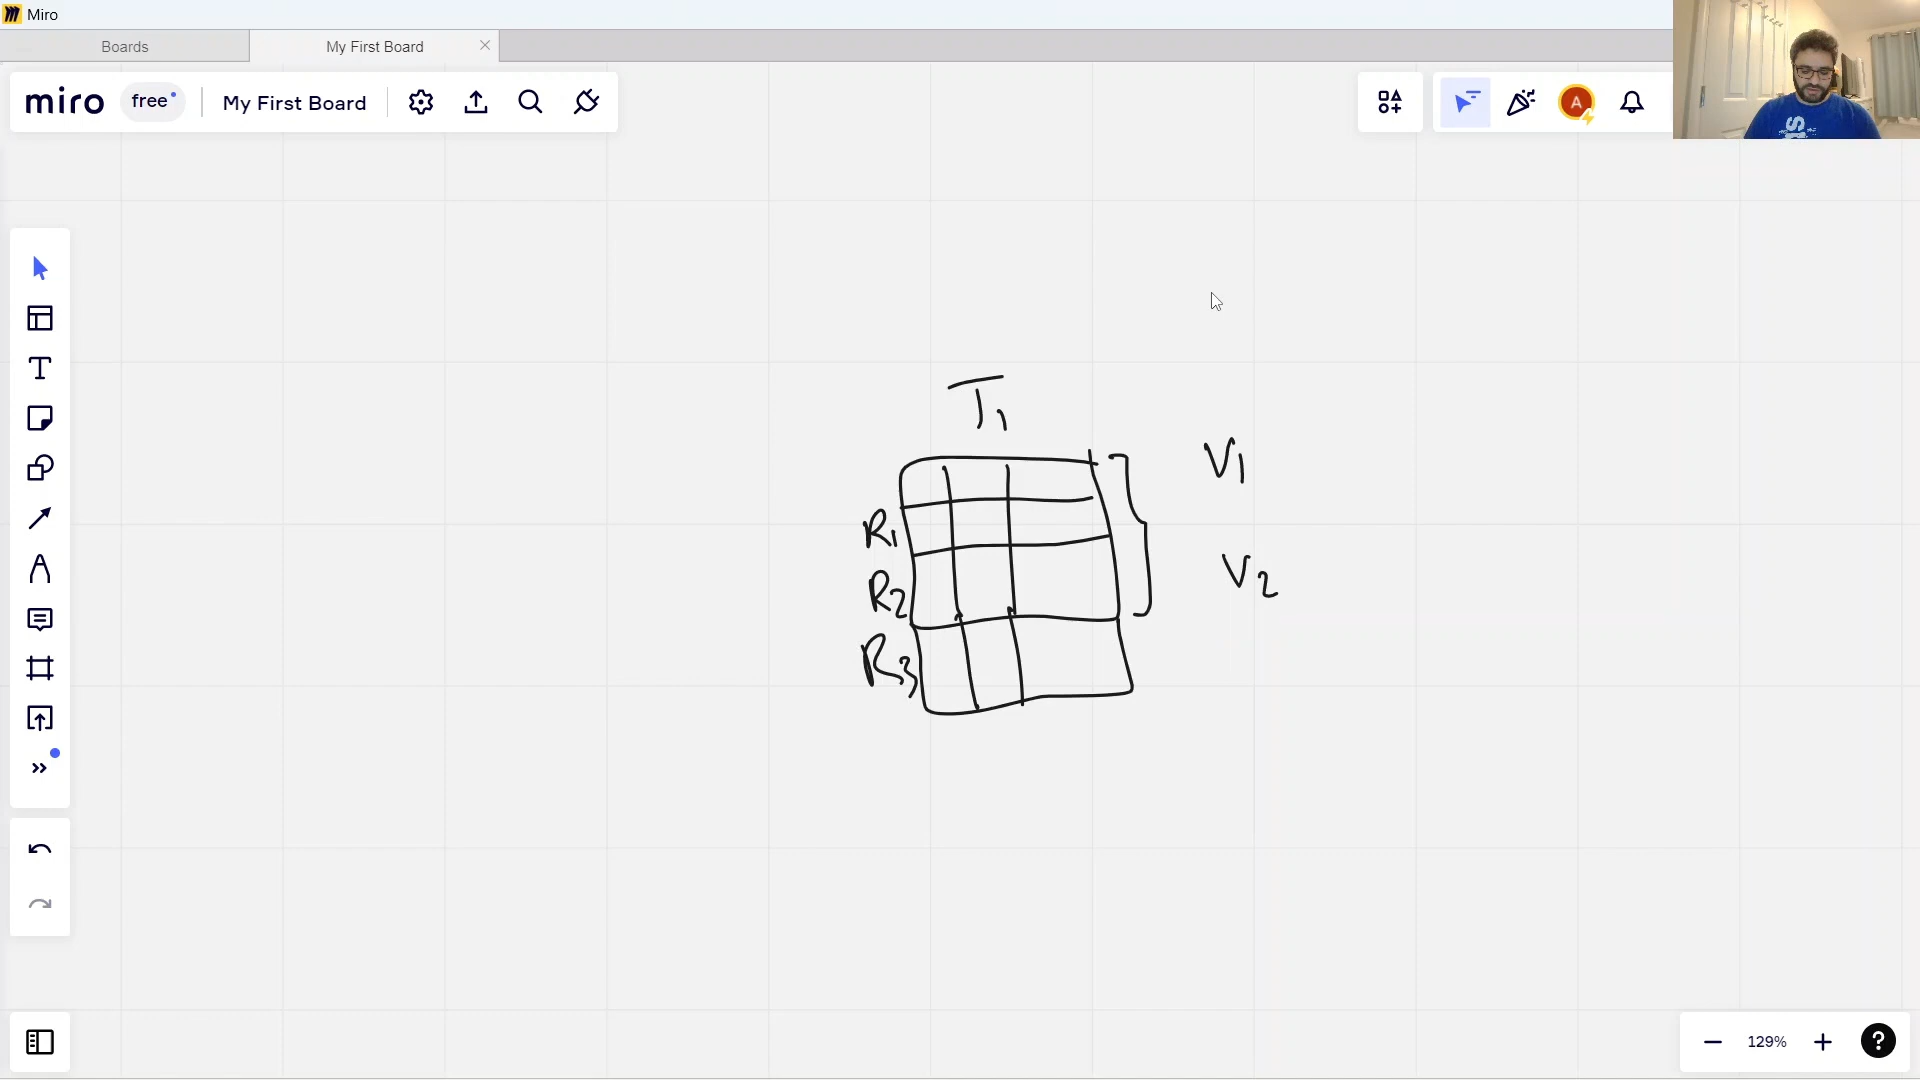 Miro
Boards
My First Board
miro
free
My First Board
A
T1
V1
R1
V2
R2
R3
129%
?